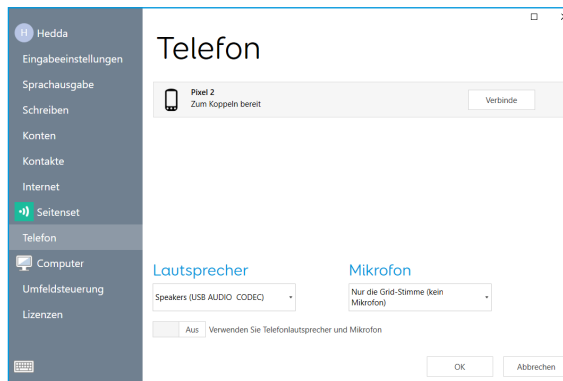 H Hedda
Eingabeeinstellungen
Sprachausgabe
Schreiben
Konten
Kontakte
Internet
Seitenset
Telefon
Computer
Umfeldsteuerung
Lizenzen
Telefon
Pixel 2
Zum Koppeln bereit
Verbinde
Lautsprecher
Speakers (USB AUDIO CODEC)
Mikrofon
Nur die Grid-Stimme (kein
Mikrofon)
Aus Verwenden Sie Telefonlautsprecher und Mikrofon
OK Abbrechen